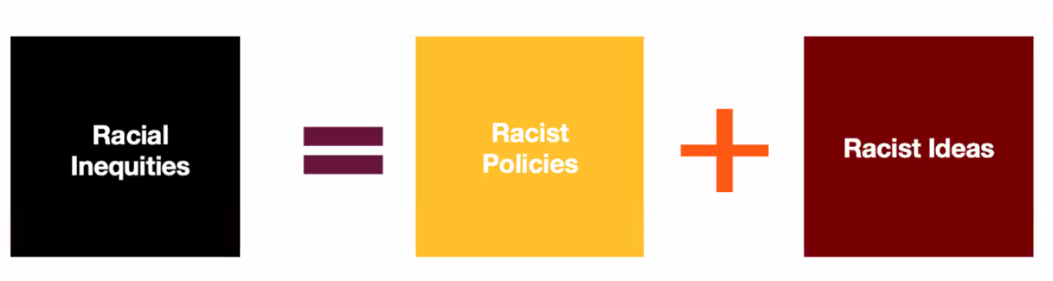 Racial
Inequities
=
Racist
Policies
+
Racist Ideas